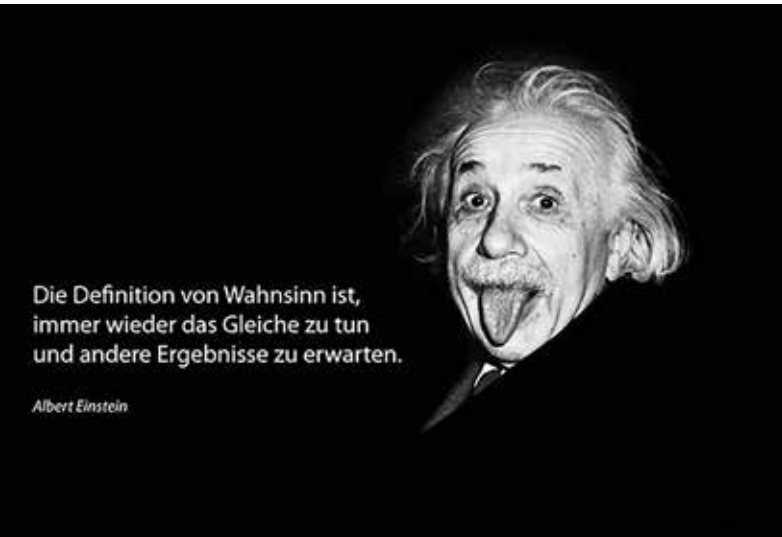 Die Definition von Wahnsinn ist,
immer wieder das Gleiche zu tun
und andere Ergebnisse zu erwarten.
Albert Einstein